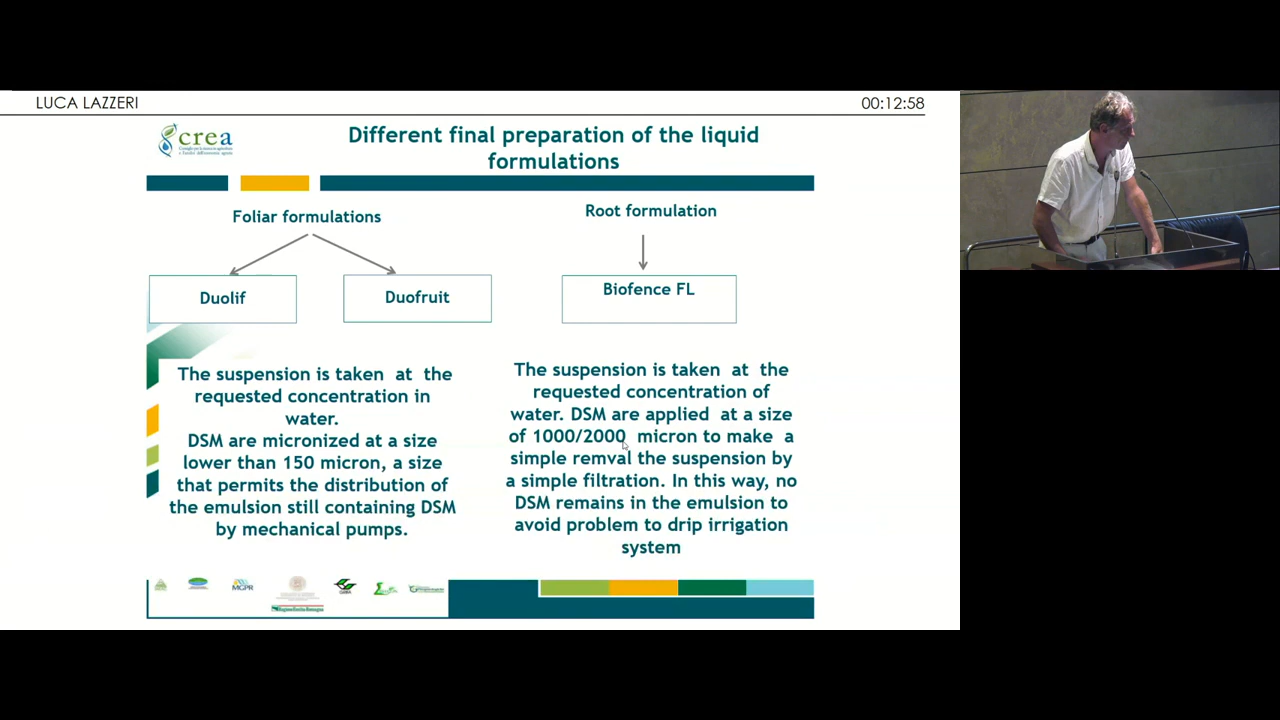 LUCA LAZZERI
00:12:58
crea
Different final preparation of the liquid
formulations
Foliar formulations
Root formulation
Duolif
Duofruit
Biofence FL
The suspension is taken at the
requested concentration in
water.
DSM are micronized at a size
lower than 150 micron, a size
that permits the distribution of
the emulsion still containing DSM
by mechanical pumps.
The suspension is taken at the
requested concentration of
water. DSM are applied at a size
of 1000/2000 micron to make a
simple remval the suspension by
a simple filtration. In this way, no
DSM remains in the emulsion to
avoid problem to drip irrigation
system
MGPR